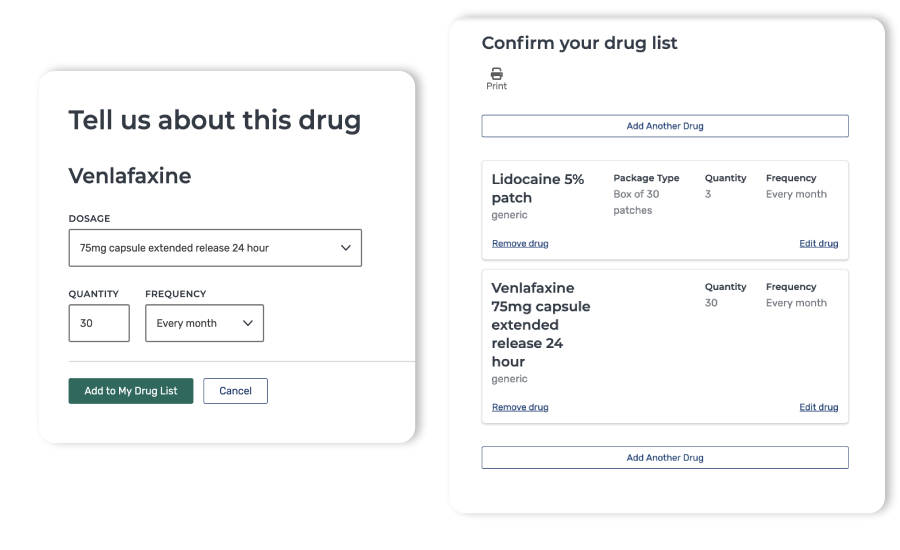 Tell us about this drug
Venlafaxine
DOSAGE
75mg capsule extended release 24 hour
QUANTITY FREQUENCY
30 Every month
Add to My Drug List Cancel
Confirm your drug list
Print
Add Another Drug
Lidocaine 5% Package Type Quantity Frequency
patch Box of 30 3 Every month
generic patches
Remove drug Edit drug
Venlafaxine Quantity Frequency
75mg capsule 30 Every month
extended
release 24
hour
generic
Remove drug Edit drug
Add Another Drug